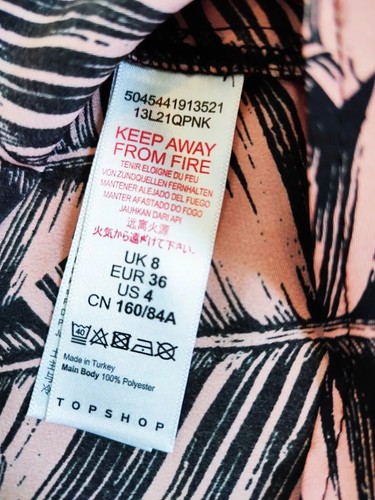 5045441913521
13L21QPNK
KEEP AWAY
FROM FIRE
TENIR ELOIGNE DU FEU
VON ZUNDQUELLEN FERNHALTEN
MANTENER ALEJADO DEL FUEGO
MANTER AFASTADO DO FOGO
JAUHKAN DARI API
远离火源
火気から遠ざけて下さい。
UK 8
EUR 36
US 4
CN 160/84A
40
Made in Turkey
Main Body 100% Polyester
TOPSHOP